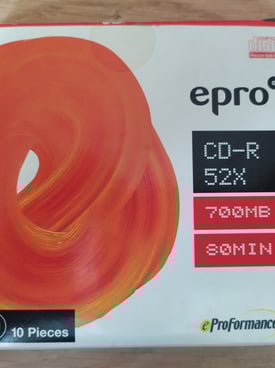 epro
CD-R
52X
700MB
80MIN
10 Pieces
eProformance